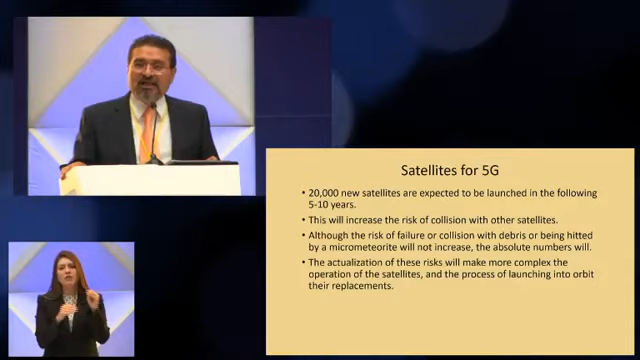 Satellites for 5G
• 20,000 new satellites are expected to be launched in the following
5-10 years.
• This will increase the risk of collision with other satellites.
• Although the risk of failure or collision with debris or being hitted
by a micrometeorite will not increase, the absolute numbers will.
• The actualization of these risks will make more complex the
operation of the satellites, and the process of launching into orbit
their replacements.